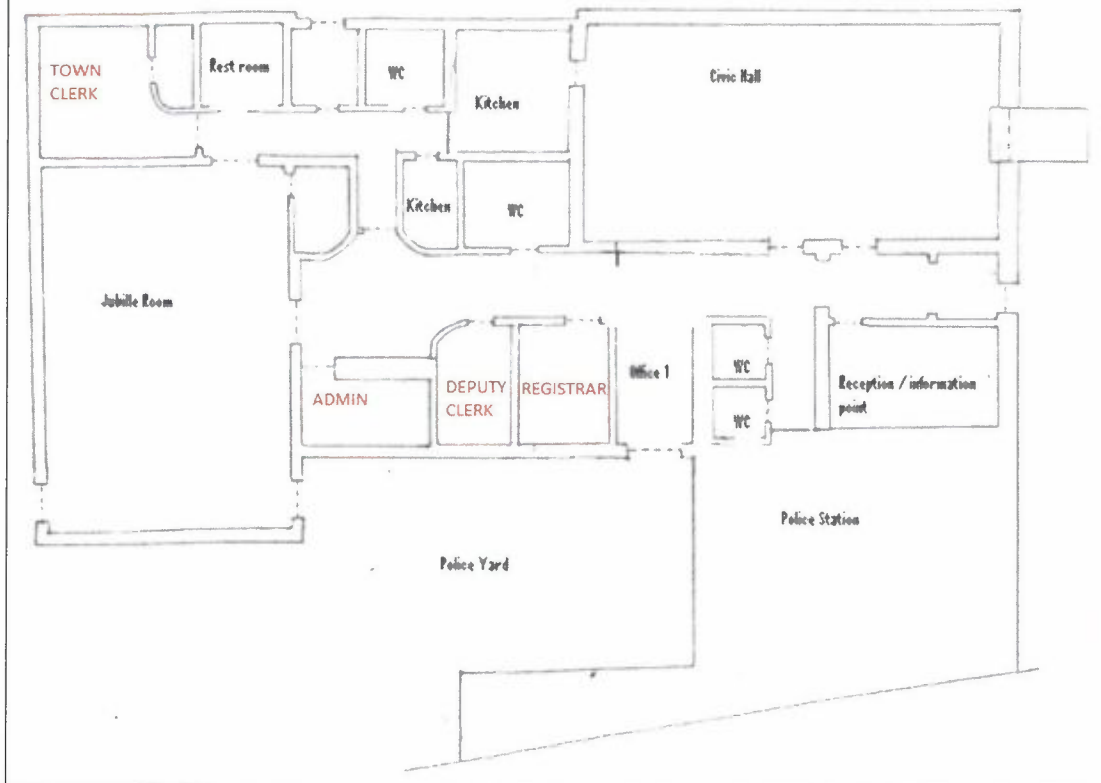 TOWN
CLERK
Rest room
WC
Kitchen
Civic Hall
Kitchen
WC
Jubille Room
ADMIN
DEPUTY
CLERK
REGISTRAR
Office 1
WC
WC
Reception / information
point
Police Station
Police Yard